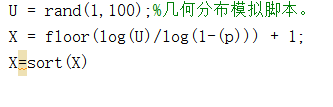 U = rand(1,100);%几何分布模拟脚本。
X = floor(log(U)/log(1-(p))) + 1;
X=sort(X)